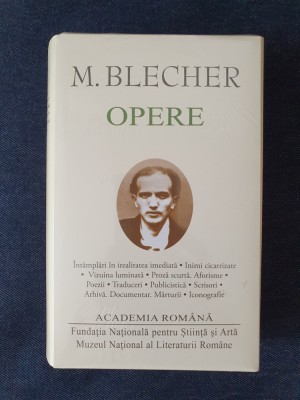 M. BLECHER
OPERE
Întâmplări în irealitatea imediată • Inimi cicatrizate
• Vizuina luminată • Proză scurtă. Aforisme •
Poezii • Traduceri • Publicistică • Scrisori •
Arhivă. Documentar. Mărturii • Iconografie
ACADEMIA ROMÂNĂ
Fundația Națională pentru Știință și Artă
Muzeul Național al Literaturii Române